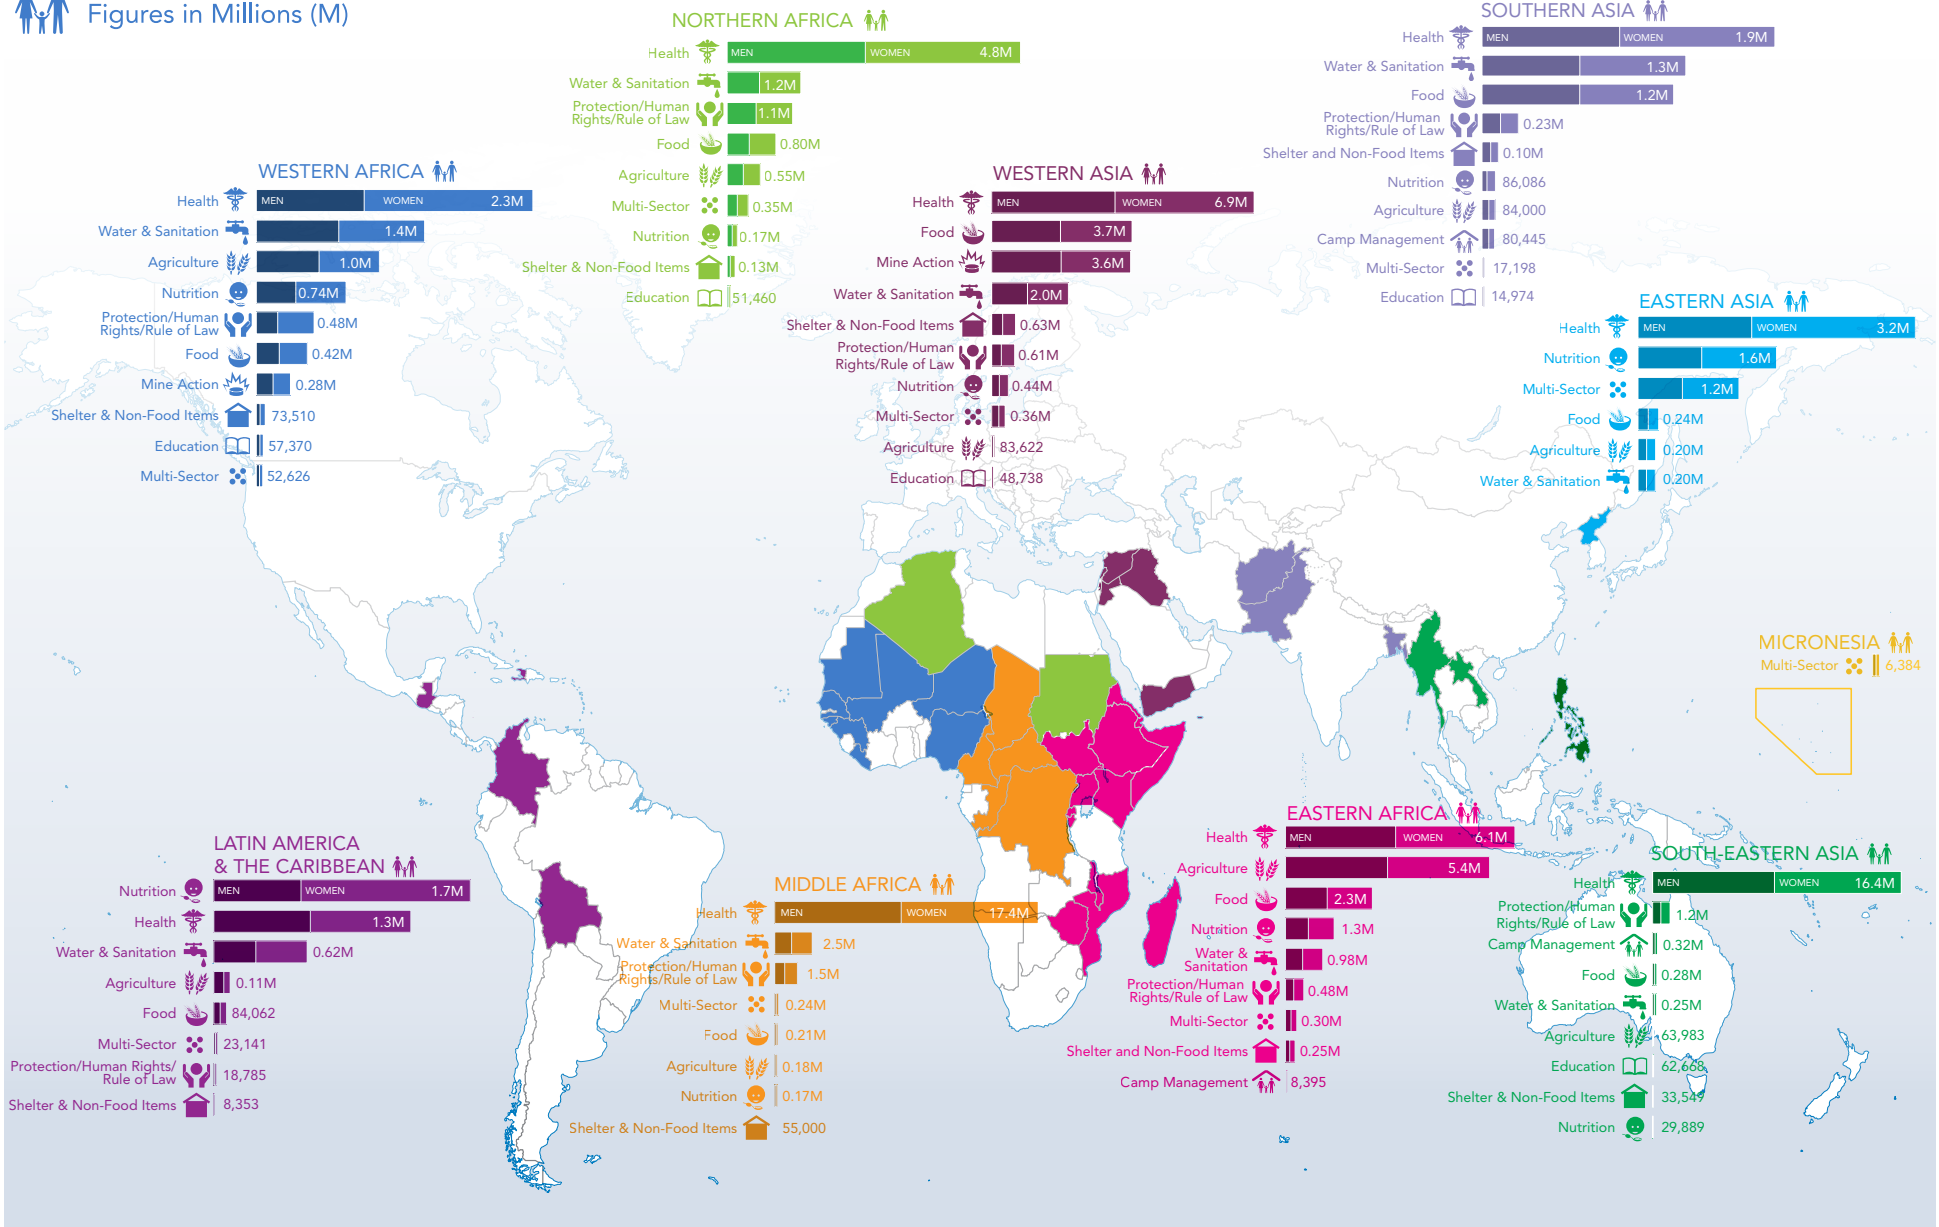 Figures in Millions (M)
NORTHERN AFRICA
Health MEN WOMEN 4.8M
Water & Sanitation 1.2M
Protection/Human
Rights/Rule of Law 1.1M
Food 0.80M
Agriculture 0.55M
Multi-Sector 0.35M
Nutrition 0.17M
Shelter & Non-Food Items 0.13M
Education 51,460
SOUTHERN ASIA
Health MEN WOMEN 1.9M
Water & Sanitation 1.3M
Food 1.2M
Protection/Human
Rights/Rule of Law 0.23M
Shelter and Non-Food Items 0.10M
Nutrition 86,086
Agriculture 84,000
Camp Management 80,445
Multi-Sector 17,198
Education 14,974
WESTERN AFRICA
Health MEN WOMEN 2.3M
Water & Sanitation 1.4M
Agriculture 1.0M
Nutrition 0.74M
Protection/Human
Rights/Rule of Law 0.48M
Food 0.42M
Mine Action 0.28M
Shelter & Non-Food Items 73,510
Education 57,370
Multi-Sector 52,626
WESTERN ASIA
Health MEN WOMEN 6.9M
Food 3.7M
Mine Action 3.6M
Water & Sanitation 2.0M
Shelter & Non-Food Items 0.63M
Protection/Human
Rights/Rule of Law 0.61M
Nutrition 0.44M
Multi-Sector 0.36M
Agriculture 83,622
Education 48,738
EASTERN ASIA
Health MEN WOMEN 3.2M
Nutrition 1.6M
Multi-Sector 1.2M
Food 0.24M
Agriculture 0.20M
Water & Sanitation 0.20M
MICRONESIA
Multi-Sector 6,384
LATIN AMERICA
& THE CARIBBEAN
Nutrition MEN WOMEN 1.7M
Health 1.3M
Water & Sanitation 0.62M
Agriculture 0.11M
Food 84,062
Multi-Sector 23,141
Protection/Human Rights/
Rule of Law 18,785
Shelter & Non-Food Items 8,353
MIDDLE AFRICA
Health MEN WOMEN 17.4M
Water & Sanitation 2.5M
Protection/Human
Rights/Rule of Law 1.5M
Multi-Sector 0.24M
Food 0.21M
Agriculture 0.18M
Nutrition 0.17M
Shelter & Non-Food Items 55,000
EASTERN AFRICA
Health MEN WOMEN 6.1M
Agriculture 5.4M
Food 2.3M
Nutrition 1.3M
Water &
Sanitation 0.98M
Protection/Human
Rights/Rule of Law 0.48M
Multi-Sector 0.30M
Shelter and Non-Food Items 0.25M
Camp Management 8,395
SOUTH-EASTERN ASIA
Health MEN WOMEN 16.4M
Protection/Human
Rights/Rule of Law 1.2M
Camp Management 0.32M
Food 0.28M
Water & Sanitation 0.25M
Agriculture 63,983
Education 62,668
Shelter & Non-Food Items 33,549
Nutrition 29,889